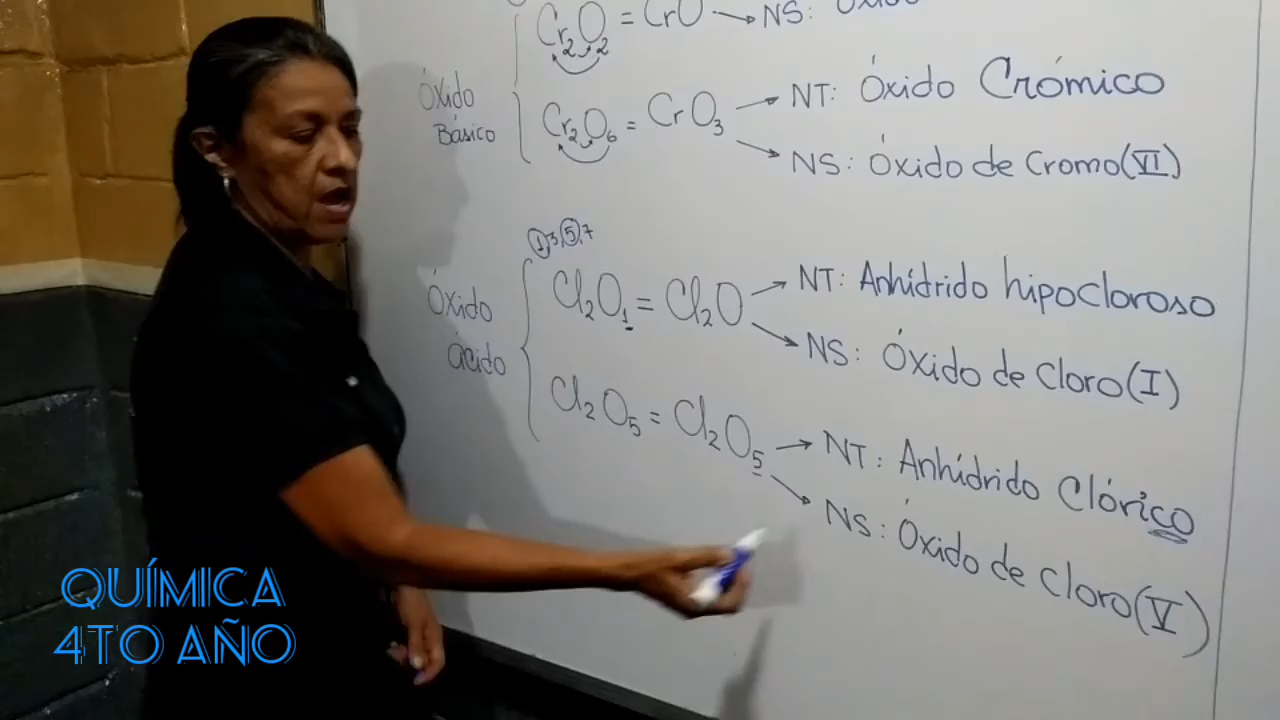 Cr2O2 = CrO → NS: Óxido
Óxido
Básico
Cr2O6 = CrO3 → NT: Óxido Crómico
→ NS: Óxido de Cromo(VI)
1,3,5,7
Óxido
ácido
Cl2O1 = Cl2O → NT: Anhídrido hipocloroso
→ NS: Óxido de Cloro(I)
Cl2O5 = Cl2O5 → NT: Anhídrido Clórico
→ NS: Óxido de Cloro(V)
QUÍMICA
4TO AÑO